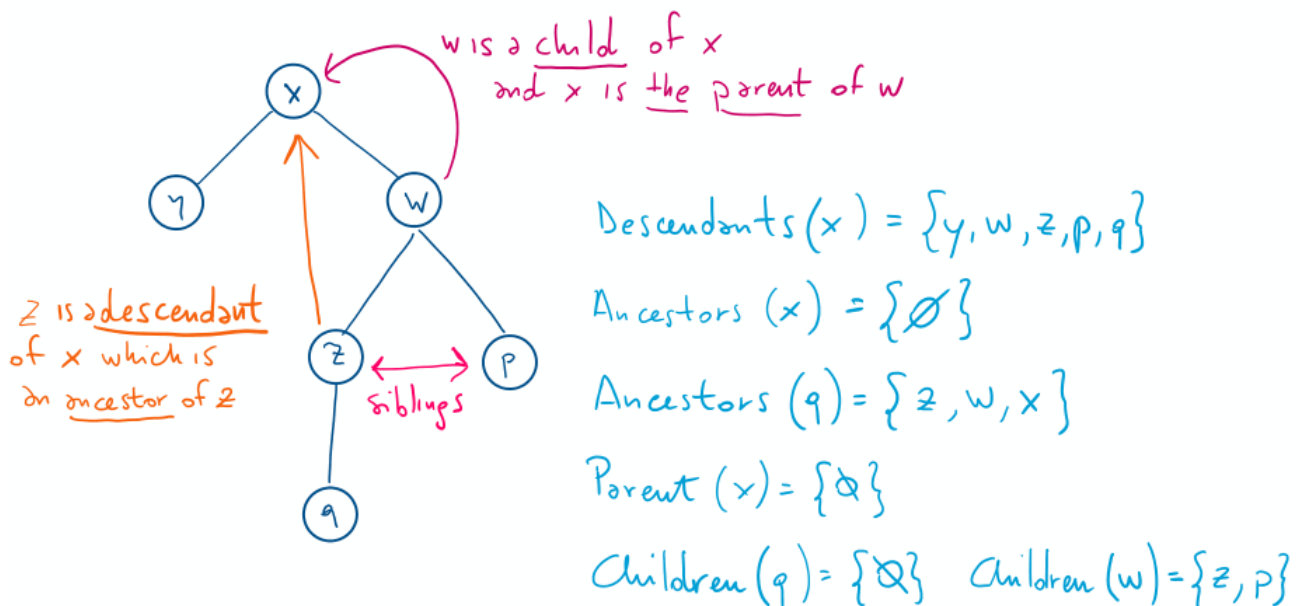 w is a child of x
and x is the parent of w
x
y
w
Descendants (x) = {y, w, z, p, q}
z is a descendant
of x which is
an ancestor of z
Ancestors (x) = {∅}
z
p
siblings
Ancestors (q) = {z, w, x}
Parent (x) = {∅}
q
Children (q) = {∅} Children (w) = {z, p}